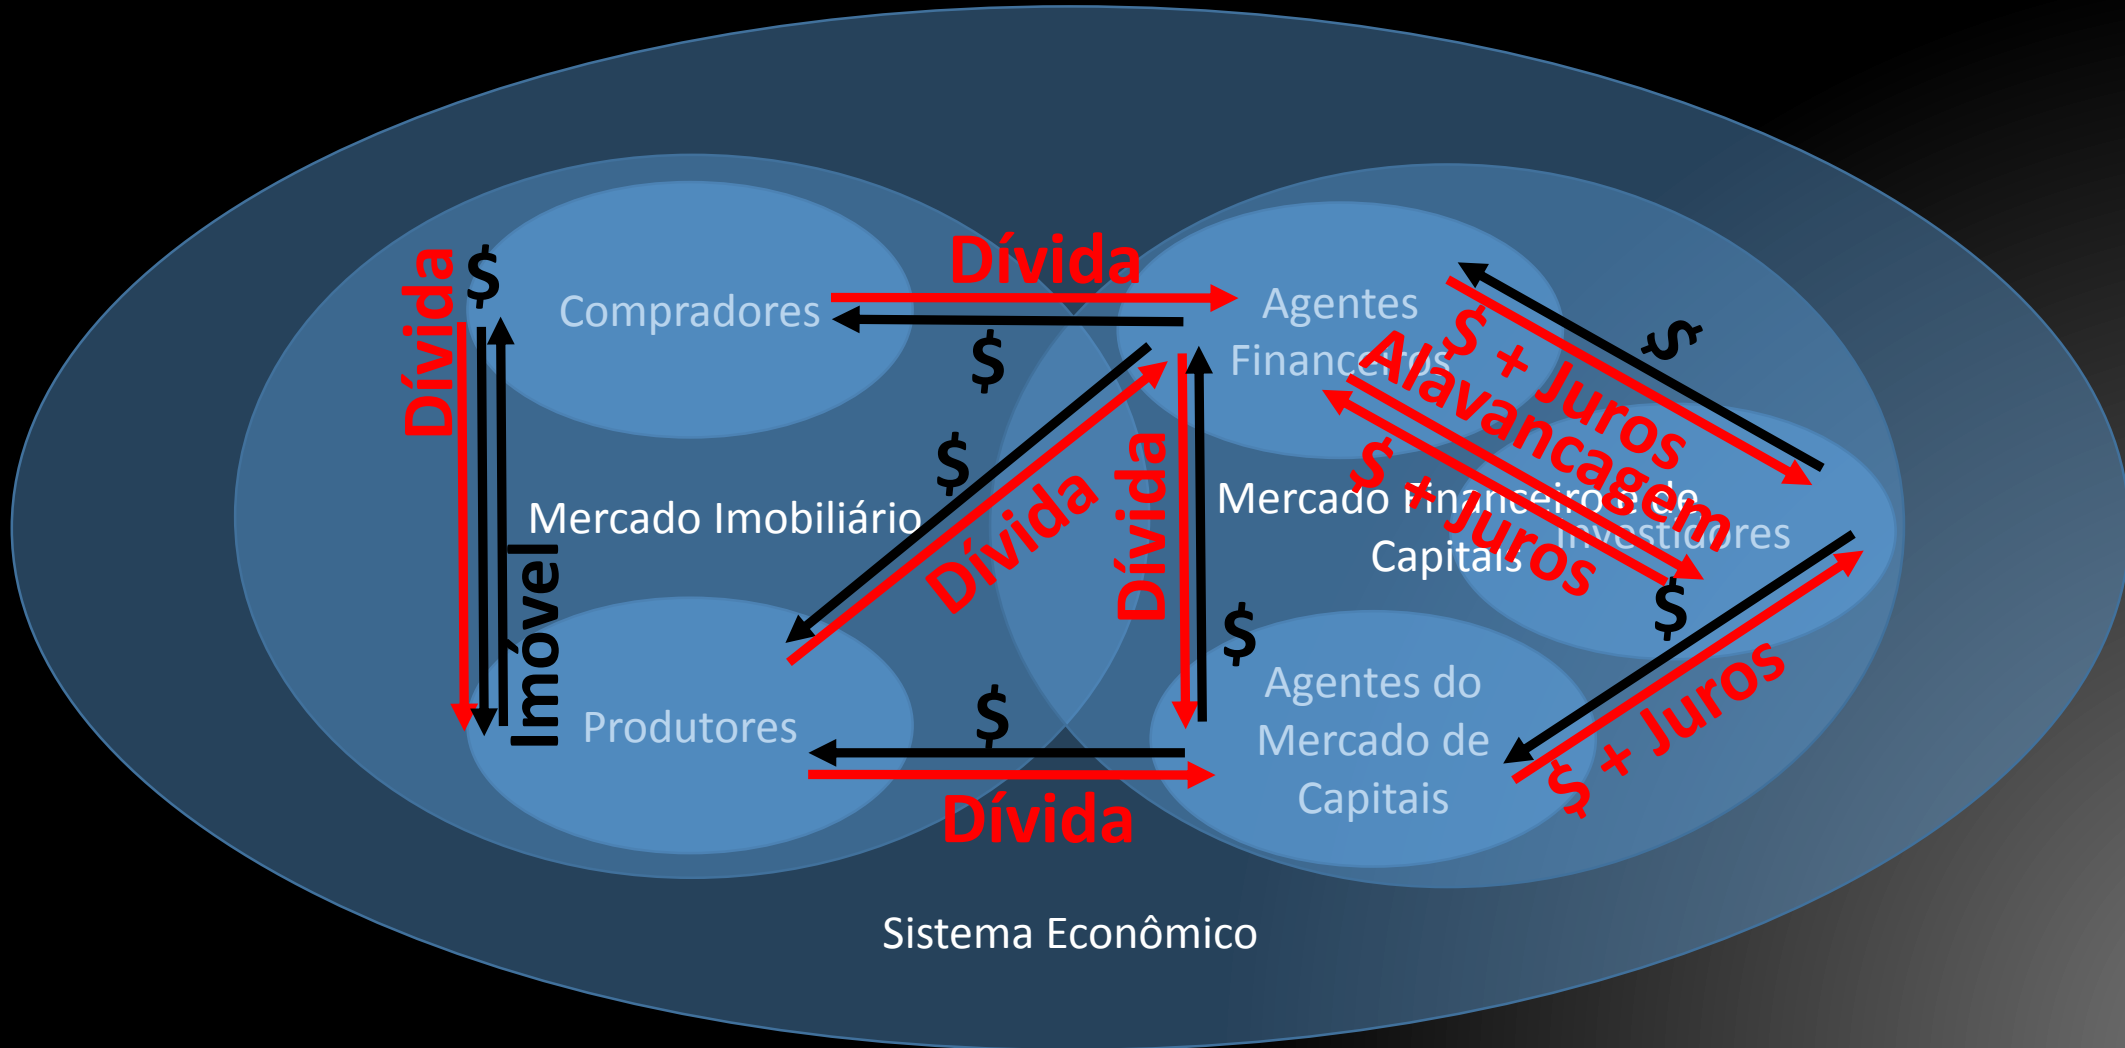 Dívida
$
Compradores
Dívida
$
Agentes
Financeiros
$
$ + Juros
Alavancagem
$ + Juros
$
Dívida
Dívida
Mercado Imobiliário
Mercado Financeiro e de
Capitais
Investidores
Imóvel
$
$
$ + Juros
Produtores
$
Dívida
Agentes do
Mercado de
Capitais
Sistema Econômico